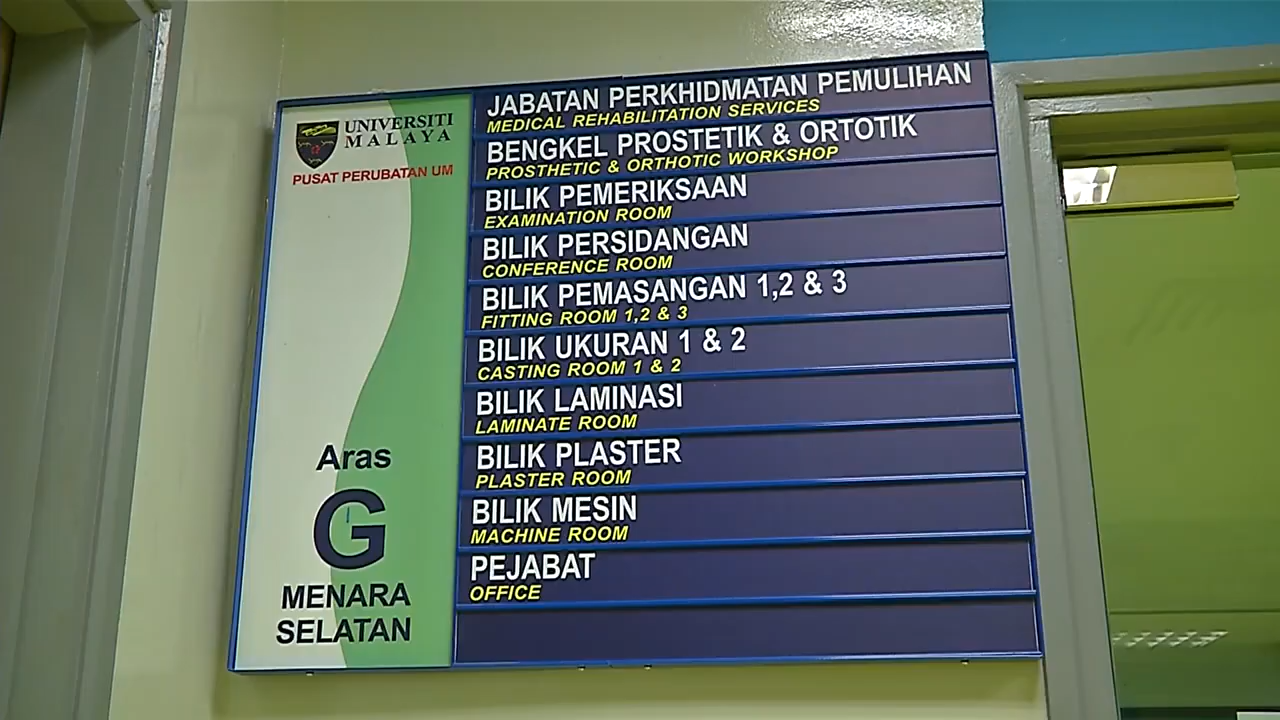 UNIVERSITI
MALAYA
PUSAT PERUBATAN UM
Aras
G
MENARA
SELATAN
JABATAN PERKHIDMATAN PEMULIHAN
MEDICAL REHABILITATION SERVICES
BENGKEL PROSTETIK & ORTOTIK
PROSTHETIC & ORTHOTIC WORKSHOP
BILIK PEMERIKSAAN
EXAMINATION ROOM
BILIK PERSIDANGAN
CONFERENCE ROOM
BILIK PEMASANGAN 1,2 & 3
FITTING ROOM 1,2 & 3
BILIK UKURAN 1 & 2
CASTING ROOM 1 & 2
BILIK LAMINASI
LAMINATE ROOM
BILIK PLASTER
PLASTER ROOM
BILIK MESIN
MACHINE ROOM
PEJABAT
OFFICE